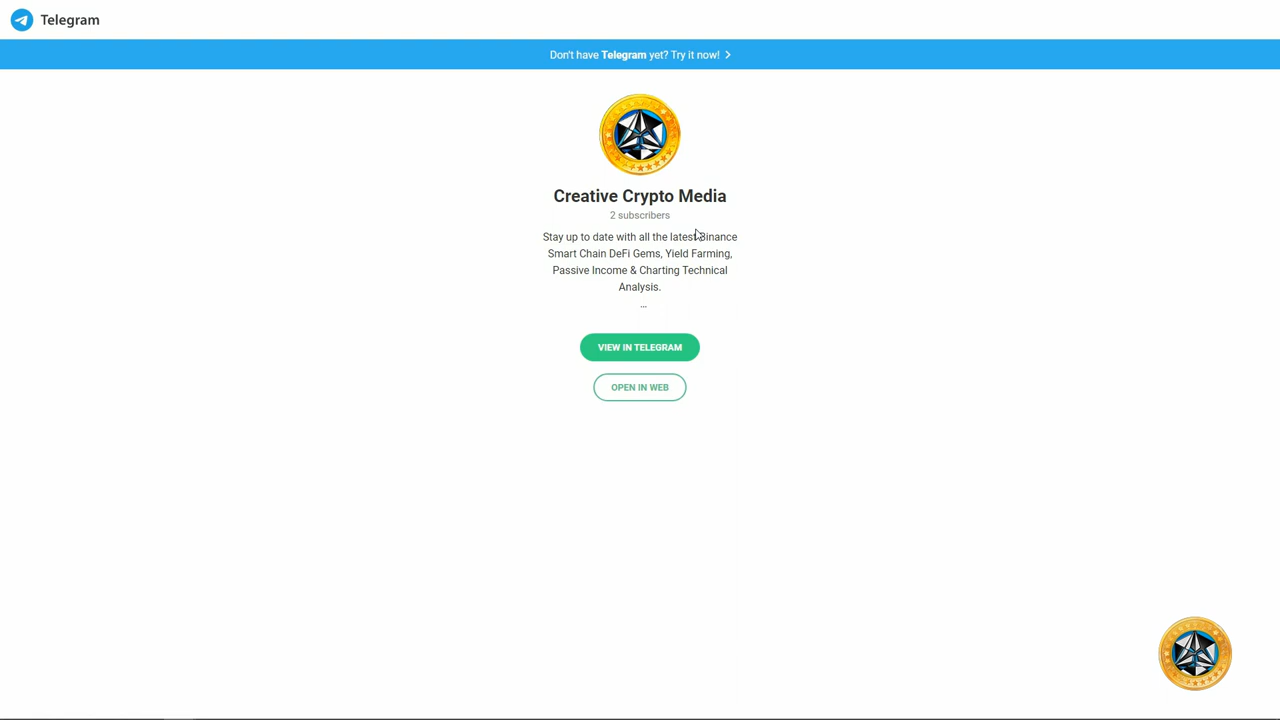 Telegram
Don't have Telegram yet? Try it now!
Creative Crypto Media
2 subscribers
Stay up to date with all the latest Binance
Smart Chain DeFi Gems, Yield Farming,
Passive Income & Charting Technical
Analysis.
...
VIEW IN TELEGRAM
OPEN IN WEB